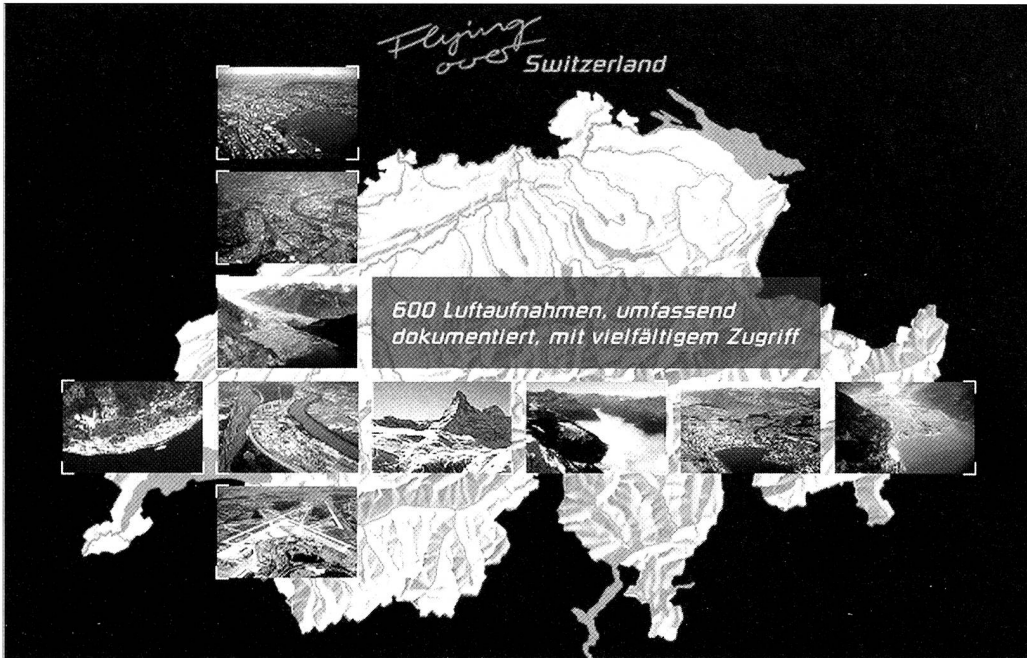 Flying
over Switzerland
600 Luftaufnahmen, umfassend
dokumentiert, mit vielfältigem Zugriff